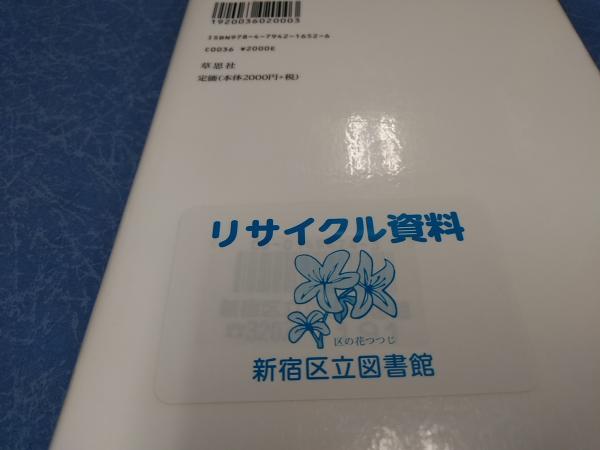 1920036020003
ISBN978-4-7942-1652-6
C0036 ¥2000E
草思社
定価(本体2000円+税)
リサイクル資料
区の花つつじ
新宿区立図書館